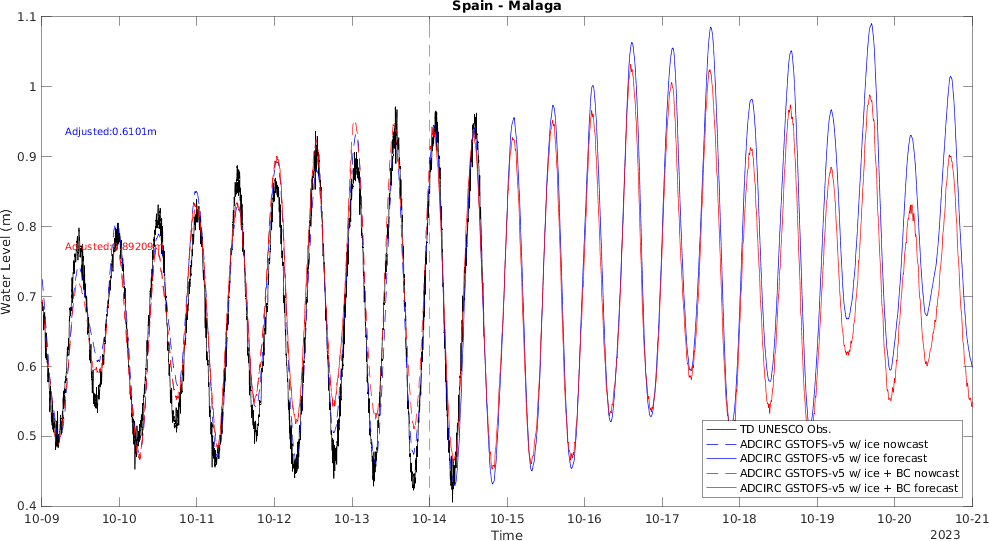 Spain - Malaga
1.1
1
0.9
0.8
0.7
0.6
0.5
0.4
Water Level (m)
Adjusted:0.6101m
Adjusted:0.89209m
TD UNESCO Obs.
ADCIRC GSTOFS-v5 w/ ice nowcast
ADCIRC GSTOFS-v5 w/ ice forecast
ADCIRC GSTOFS-v5 w/ ice + BC nowcast
ADCIRC GSTOFS-v5 w/ ice + BC forecast
10-09 10-10 10-11 10-12 10-13 10-14 10-15 10-16 10-17 10-18 10-19 10-20 10-21
Time
2023